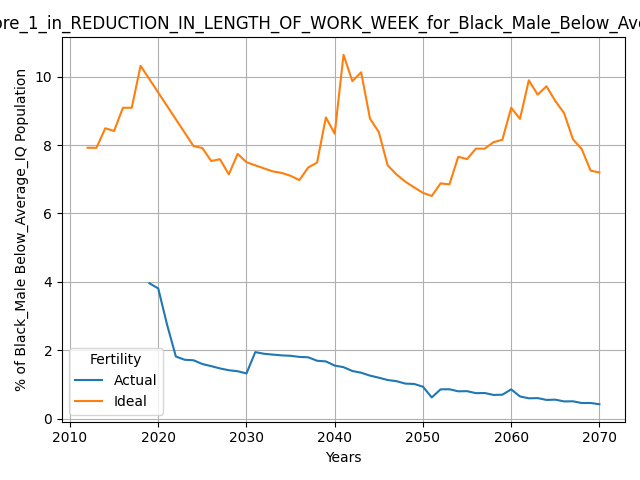 ore_1_in_REDUCTION_IN_LENGTH_OF_WORK_WEEK_for_Black_Male_Below_Ave
% of Black_Male Below_Average_IQ Population
10
8
6
4
2
0
Fertility
Actual
Ideal
2010
2020
2030
2040
2050
2060
2070
Years